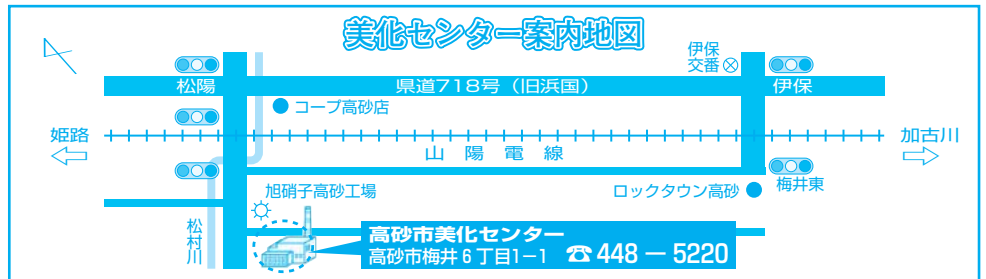 美化センター案内地図
伊保
交番
松陽
県道718号（旧浜国）
伊保
コープ高砂店
姫路
加古川
山陽電線
梅井東
旭硝子高砂工場
ロックタウン高砂
松村川
高砂市美化センター
高砂市梅井6丁目1−1 ☎448−5220